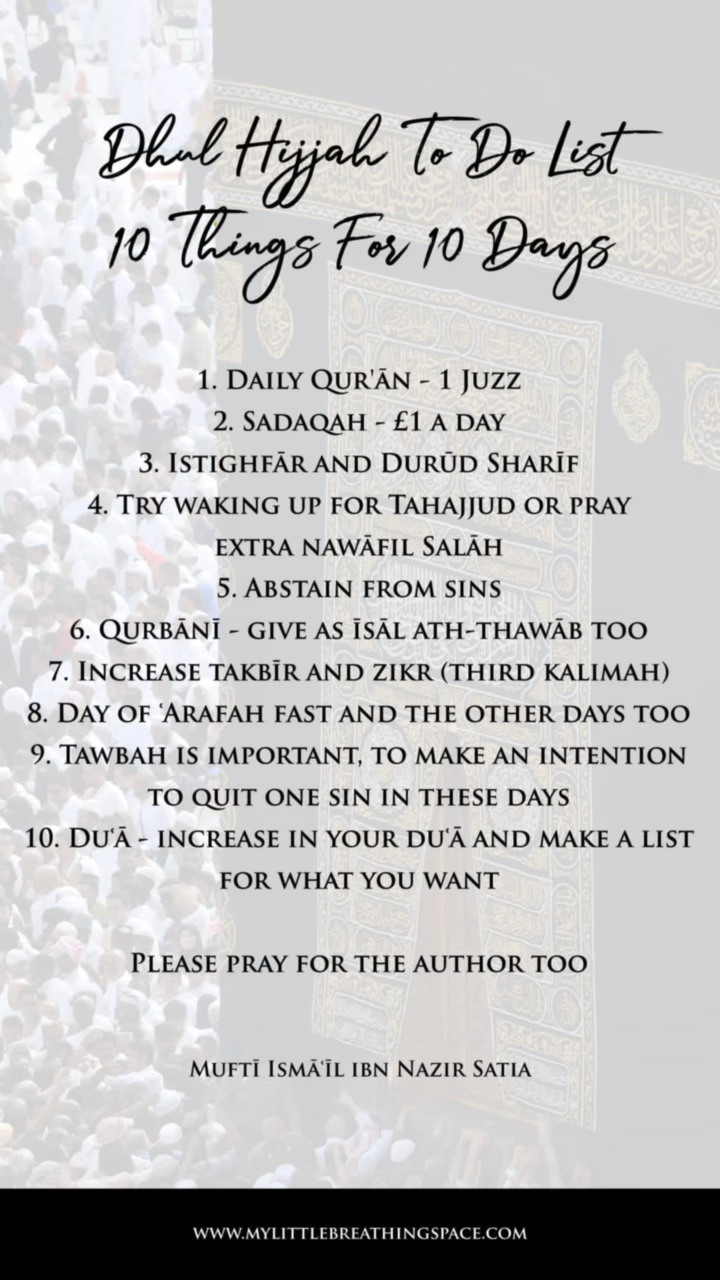 Dhul Hijjah To Do List
10 Things For 10 Days
1. Daily Qur'ān - 1 Juzz
2. Sadaqah - £1 a day
3. Istighfār and Durūd Sharīf
4. Try waking up for Tahajjud or pray
extra nawāfil Salāh
5. Abstain from sins
6. Qurbānī - give as īsāl ath-thawāb too
7. Increase takbīr and zikr (third kalimah)
8. Day of ʿArafah fast and the other days too
9. Tawbah is important, to make an intention
to quit one sin in these days
10. Duʿā - increase in your duʿā and make a list
for what you want
Please pray for the author too
Muftī Ismāʿīl ibn Nazir Satia
www.mylittlebreathingspace.com